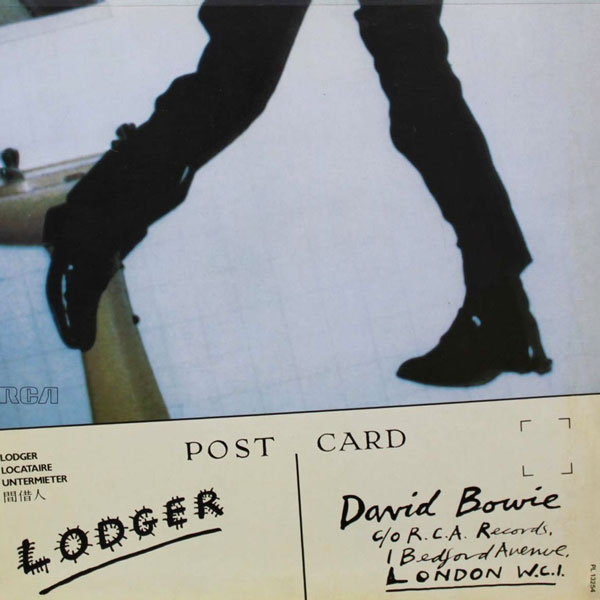 RCA
POST CARD
LODGER
LOCATAIRE
UNTERMIETER
間借人
LODGER
David Bowie
c/o R.C.A. Records,
1 Bedford Avenue,
LONDON W.C.1.
PL 13254